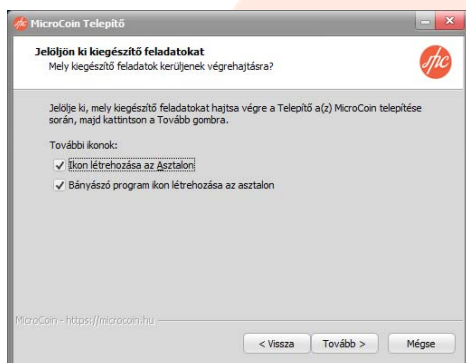 MicroCoin Telepítő
Jelöljön ki kiegészítő feladatokat
Mely kiegészítő feladatok kerüljenek végrehajtásra?
mic
Jelölje ki, mely kiegészítő feladatokat hajtsa végre a Telepítő a(z) MicroCoin telepítése
során, majd kattintson a Tovább gombra.
További ikonok:
Ikon létrehozása az Asztalon
Bányászó program ikon létrehozása az asztalon
MicroCoin - https://microcoin.hu
< Vissza
Tovább >
Mégse